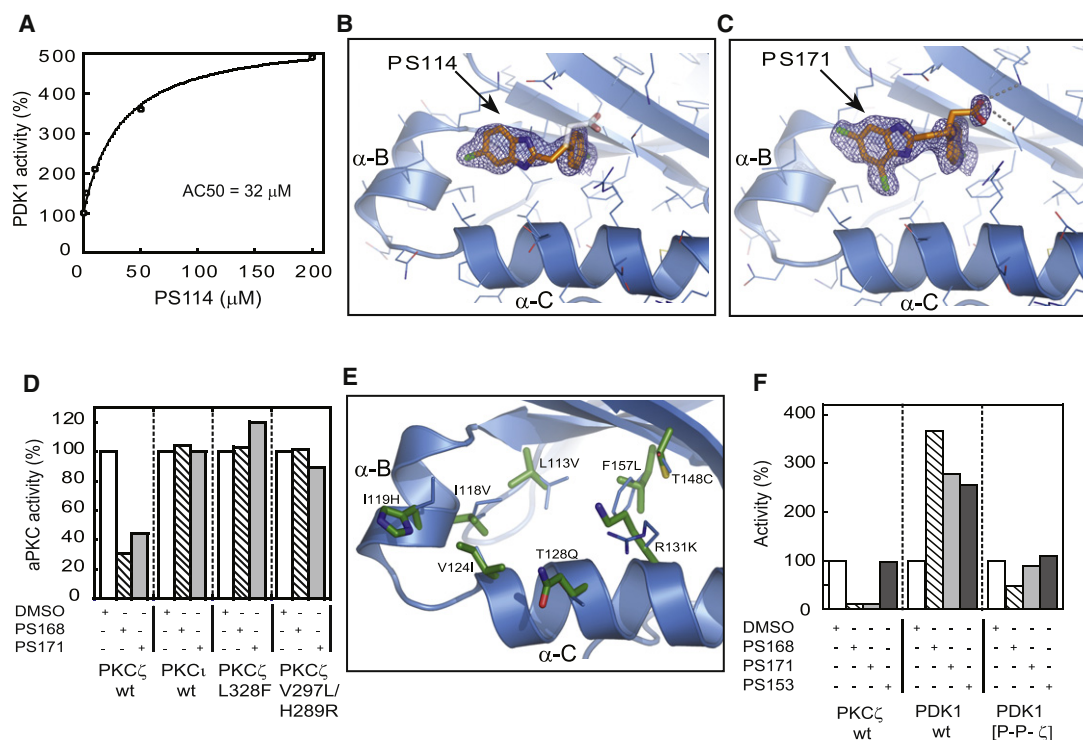 A
PDK1 activity (%)
500
400
300
200
100
0
AC50 = 32 μM
0 50 100 150 200
PS114 (μM)
B
PS114
α-B
α-C
C
PS171
α-B
α-C
D
aPKC activity (%)
120
100
80
60
40
20
0
DMSO + - - + - - + - - + - -
PS168 - + - - + - - + - - + -
PS171 - - + - - + - - + - - +
PKCζ wt
PKCι wt
PKCζ L328F
PKCζ V297L/ H289R
E
α-B
I119H
I118V
L113V
F157L
T148C
V124I
T128Q
R131K
α-C
F
Activity (%)
400
300
200
100
0
DMSO + - - - + - - - + - - -
PS168 - + - - - + - - - + - -
PS171 - - + - - - + - - - + -
PS153 - - - + - - - + - - - +
PKCζ wt
PDK1 wt
PDK1 [P-P- ζ]